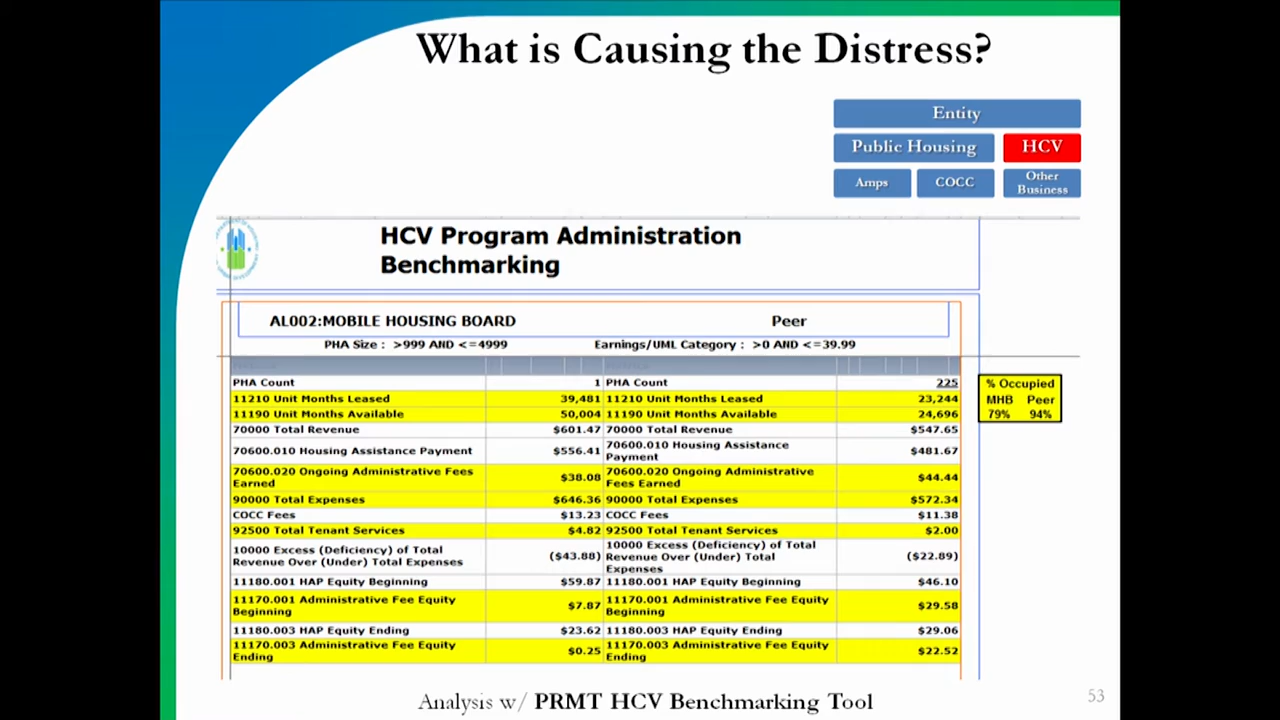 What is Causing the Distress?
Entity
Public Housing
HCV
Amps
COCC
Other
Business
HCV Program Administration
Benchmarking
AL002:MOBILE HOUSING BOARD
Peer
PHA Size : >999 AND <=4999
Earnings/UML Category : >0 AND <=39.99
PHA Count 1 PHA Count 225
11210 Unit Months Leased 39,481 11210 Unit Months Leased 23,244
11190 Unit Months Available 50,004 11190 Unit Months Available 24,696
70000 Total Revenue $601.47 70000 Total Revenue $547.65
70600.010 Housing Assistance Payment $556.41 70600.010 Housing Assistance
Payment $481.67
70600.020 Ongoing Administrative Fees
Earned $38.08 70600.020 Ongoing Administrative
Fees Earned $44.44
90000 Total Expenses $646.36 90000 Total Expenses $572.34
COCC Fees $13.23 COCC Fees $11.38
92500 Total Tenant Services $4.82 92500 Total Tenant Services $2.00
10000 Excess (Deficiency) of Total
Revenue Over (Under) Total Expenses ($43.88) 10000 Excess (Deficiency) of Total
Revenue Over (Under) Total
Expenses ($22.89)
11180.001 HAP Equity Beginning $59.87 11180.001 HAP Equity Beginning $46.10
11170.001 Administrative Fee Equity
Beginning $7.87 11170.001 Administrative Fee Equity
Beginning $29.58
11180.003 HAP Equity Ending $23.62 11180.003 HAP Equity Ending $29.06
11170.003 Administrative Fee Equity
Ending $0.25 11170.003 Administrative Fee Equity
Ending $22.52
% Occupied
MHB Peer
79% 94%
Analysis w/ PRMT HCV Benchmarking Tool
53